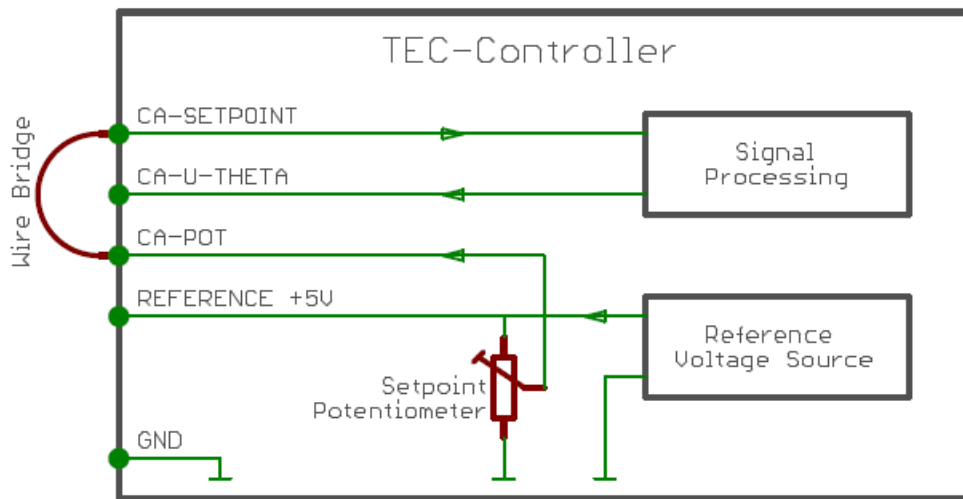 TEC-Controller
CA-SETPOINT
Signal
Processing
CA-U-THETA
Wire Bridge
CA-POT
REFERENCE +5V
Reference
Voltage Source
Setpoint
Potentiometer
GND